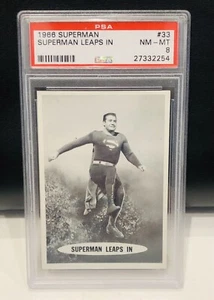 PSA
1966 SUPERMAN #33
SUPERMAN LEAPS IN NM - MT
8
27332254
SUPERMAN LEAPS IN